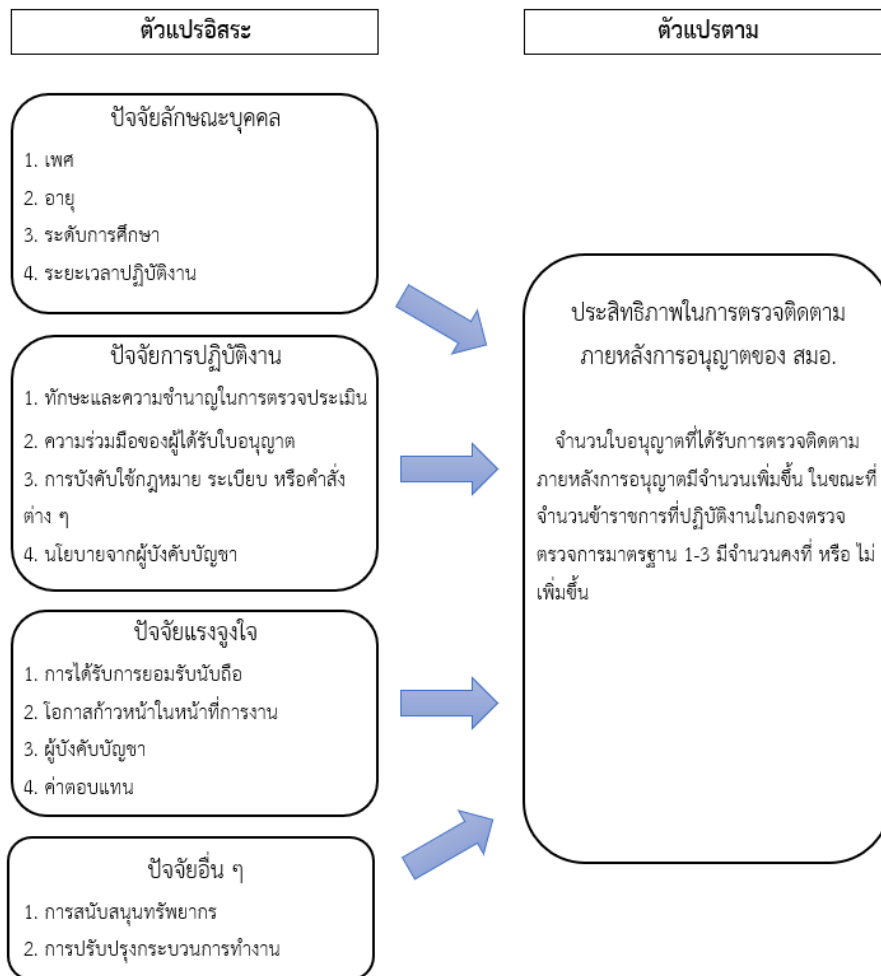 ตัวแปรอิสระ
ตัวแปรตาม
ปัจจัยลักษณะบุคคล
1. เพศ
2. อายุ
3. ระดับการศึกษา
4. ระยะเวลาปฏิบัติงาน
ปัจจัยการปฏิบัติงาน
1. ทักษะและความชำนาญในการตรวจประเมิน
2. ความร่วมมือของผู้ได้รับใบอนุญาต
3. การบังคับใช้กฎหมาย ระเบียบ หรือคำสั่ง
ต่าง ๆ
4. นโยบายจากผู้บังคับบัญชา
ปัจจัยแรงจูงใจ
1. การได้รับการยอมรับนับถือ
2. โอกาสก้าวหน้าในหน้าที่การงาน
3. ผู้บังคับบัญชา
4. ค่าตอบแทน
ปัจจัยอื่น ๆ
1. การสนับสนุนทรัพยากร
2. การปรับปรุงกระบวนการทำงาน
ประสิทธิภาพในการตรวจติดตาม
ภายหลังการอนุญาตของ สมอ.
จำนวนใบอนุญาตที่ได้รับการตรวจติดตาม
ภายหลังการอนุญาตมีจำนวนเพิ่มขึ้น ในขณะที่
จำนวนข้าราชการที่ปฏิบัติงานในกองตรวจ
ตรวจการมาตรฐาน 1-3 มีจำนวนคงที่ หรือ ไม่
เพิ่มขึ้น